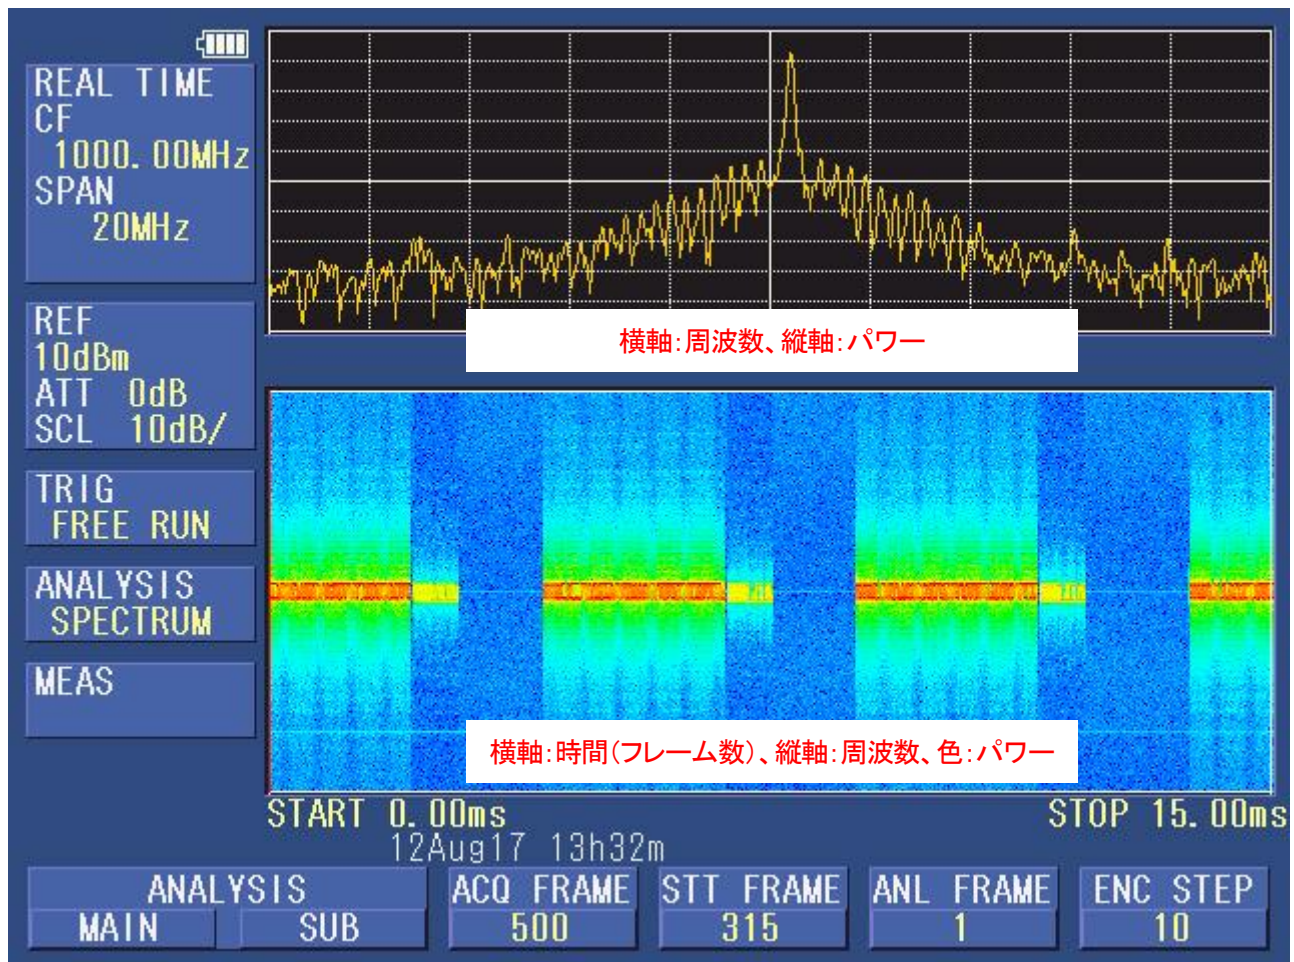 REAL TIME
CF
1000.00MHz
SPAN
20MHz
REF
10dBm
ATT 0dB
SCL 10dB/
TRIG
FREE RUN
ANALYSIS
SPECTRUM
MEAS
横軸:周波数、縦軸:パワー
横軸:時間(フレーム数)、縦軸:周波数、色:パワー
START 0.00ms
STOP 15.00ms
12Aug17 13h32m
ANALYSIS
MAIN SUB
ACQ FRAME
500
STT FRAME
315
ANL FRAME
1
ENC STEP
10